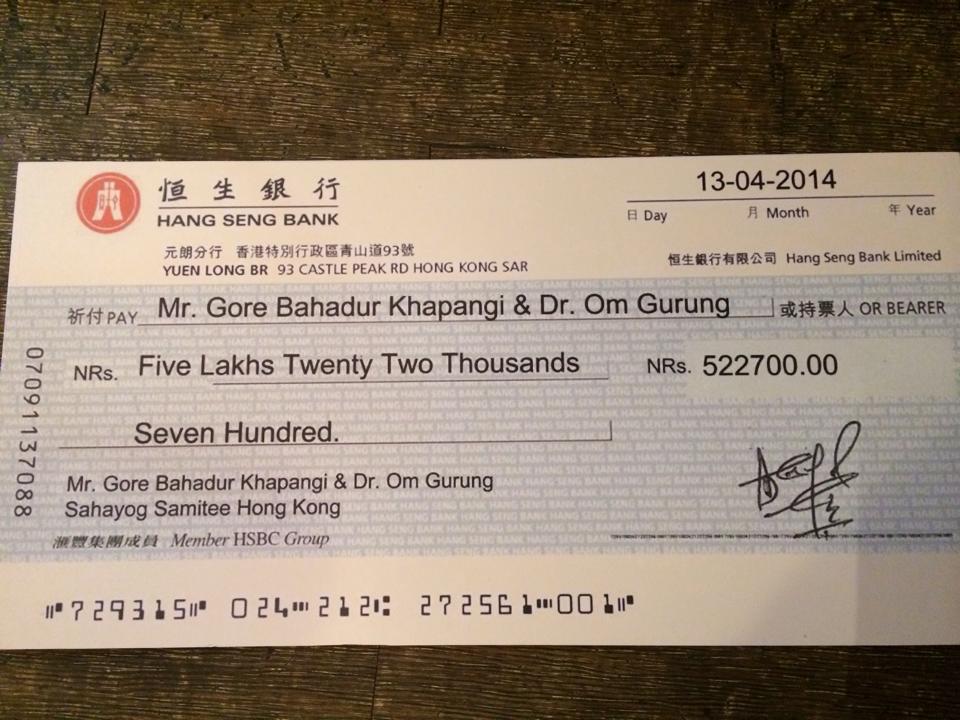 恒生銀行
HANG SENG BANK
13-04-2014
日 Day 月 Month 年 Year
元朗分行 香港特別行政區青山道93號
YUEN LONG BR 93 CASTLE PEAK RD HONG KONG SAR
恒生銀行有限公司 Hang Seng Bank Limited
祈付 PAY Mr. Gore Bahadur Khapangi & Dr. Om Gurung 或持票人 OR BEARER
NRs. Five Lakhs Twenty Two Thousands NRs. 522700.00
Seven Hundred.
07091137088
Mr. Gore Bahadur Khapangi & Dr. Om Gurung
Sahayog Samitee Hong Kong
滙豐集團成員 Member HSBC Group
⑈729315⑈ 024⑉212⑆ 272561⑉001⑈